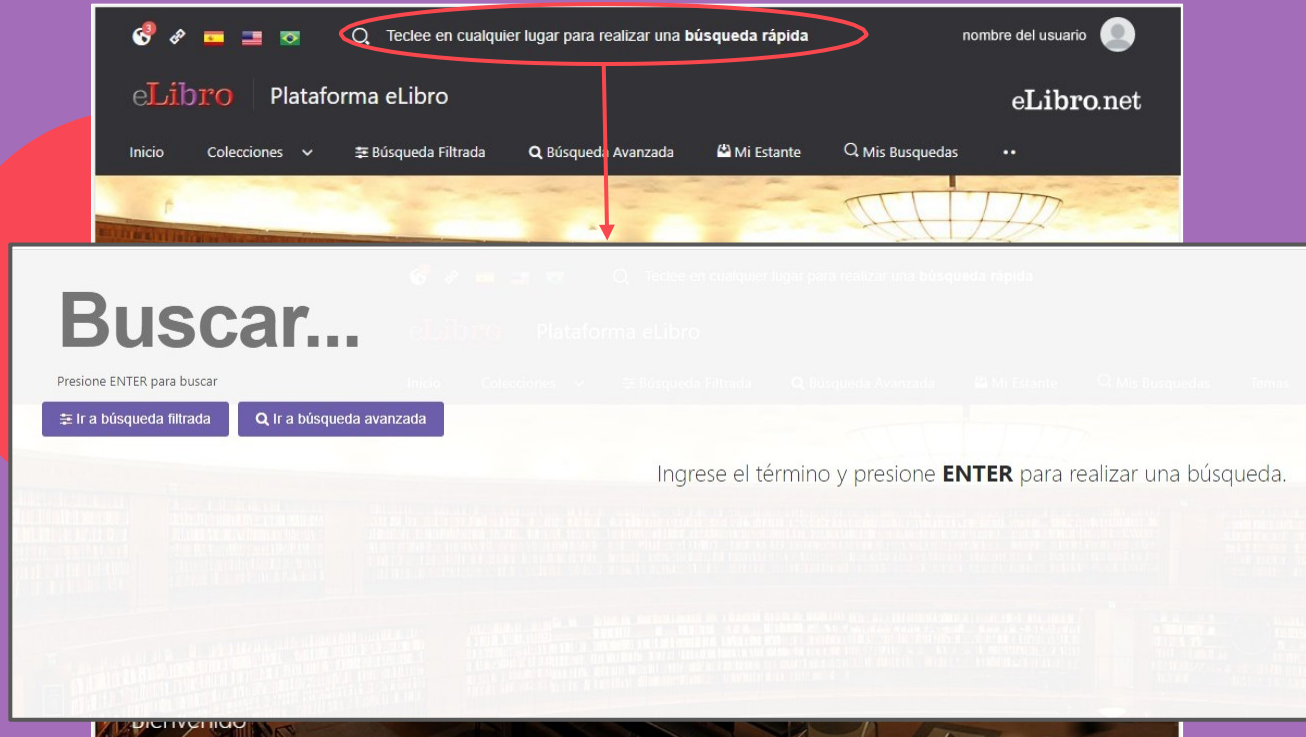 3
Teclee en cualquier lugar para realizar una búsqueda rápida
nombre del usuario
eLibro
Plataforma eLibro
eLibro.net
Inicio Colecciones Búsqueda Filtrada Búsqueda Avanzada Mi Estante Mis Busquedas ••
Teclee en cualquier lugar para realizar una búsqueda rápida
Buscar...
eLibro Plataforma eLibro
Presione ENTER para buscar
Inicio Colecciones Búsqueda Filtrada Búsqueda Avanzada Mi Estante Mis Busquedas Temas
Ir a búsqueda filtrada Ir a búsqueda avanzada
Ingrese el término y presione ENTER para realizar una búsqueda.
Bienvenido